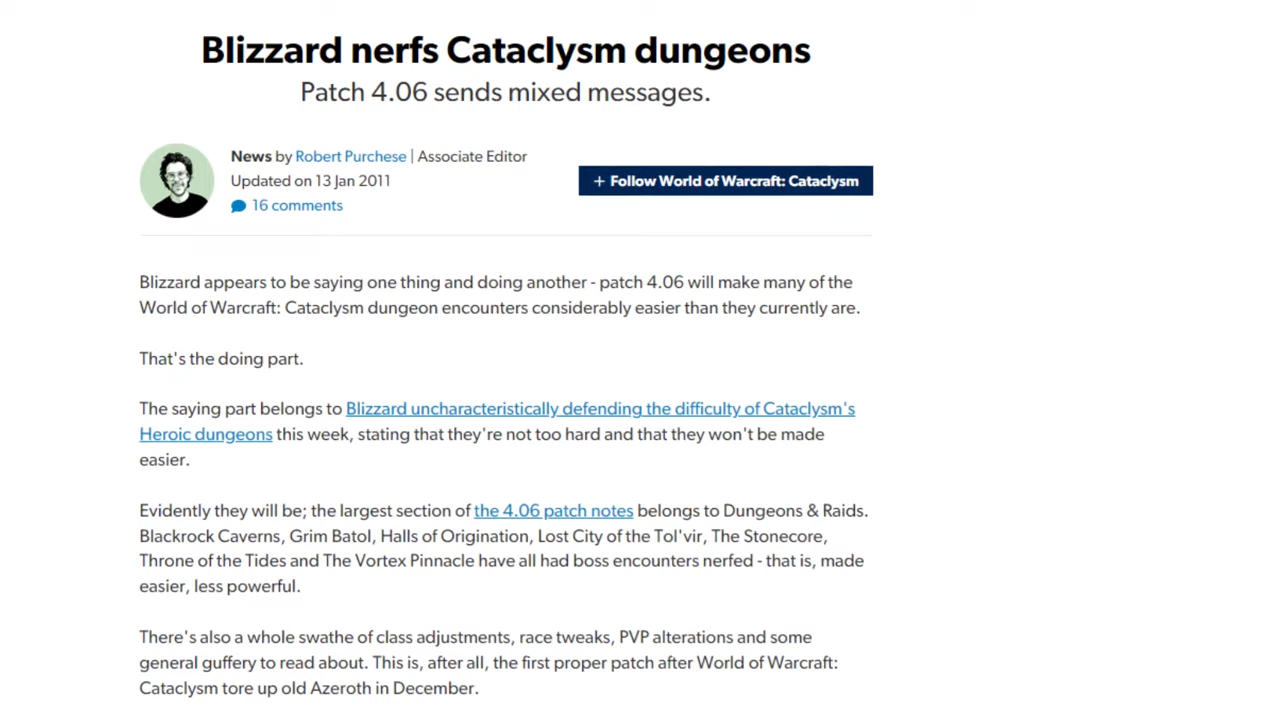 Blizzard nerfs Cataclysm dungeons
Patch 4.06 sends mixed messages.
News by Robert Purchese | Associate Editor
Updated on 13 Jan 2011
16 comments
+ Follow World of Warcraft: Cataclysm
Blizzard appears to be saying one thing and doing another - patch 4.06 will make many of the
World of Warcraft: Cataclysm dungeon encounters considerably easier than they currently are.
That's the doing part.
The saying part belongs to Blizzard uncharacteristically defending the difficulty of Cataclysm's
Heroic dungeons this week, stating that they're not too hard and that they won't be made
easier.
Evidently they will be; the largest section of the 4.06 patch notes belongs to Dungeons & Raids.
Blackrock Caverns, Grim Batol, Halls of Origination, Lost City of the Tol'vir, The Stonecore,
Throne of the Tides and The Vortex Pinnacle have all had boss encounters nerfed - that is, made
easier, less powerful.
There's also a whole swathe of class adjustments, race tweaks, PVP alterations and some
general guffery to read about. This is, after all, the first proper patch after World of Warcraft:
Cataclysm tore up old Azeroth in December.